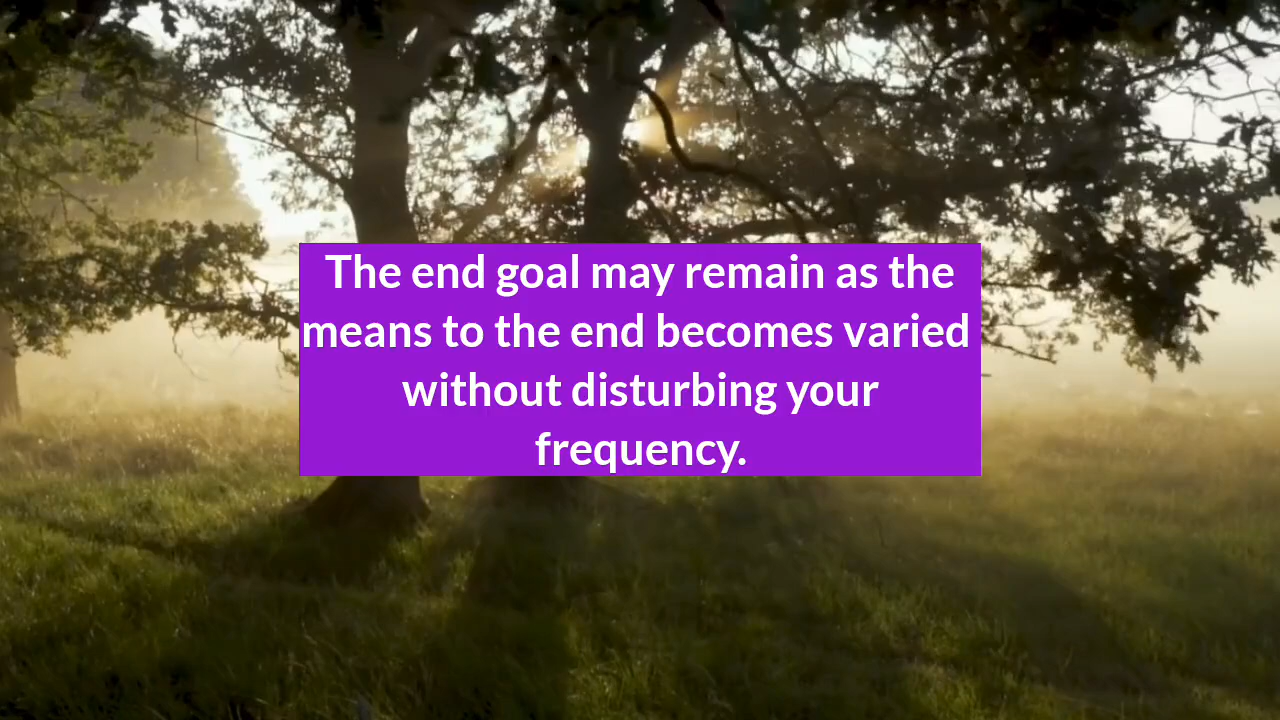 The end goal may remain as the
means to the end becomes varied
without disturbing your
frequency.